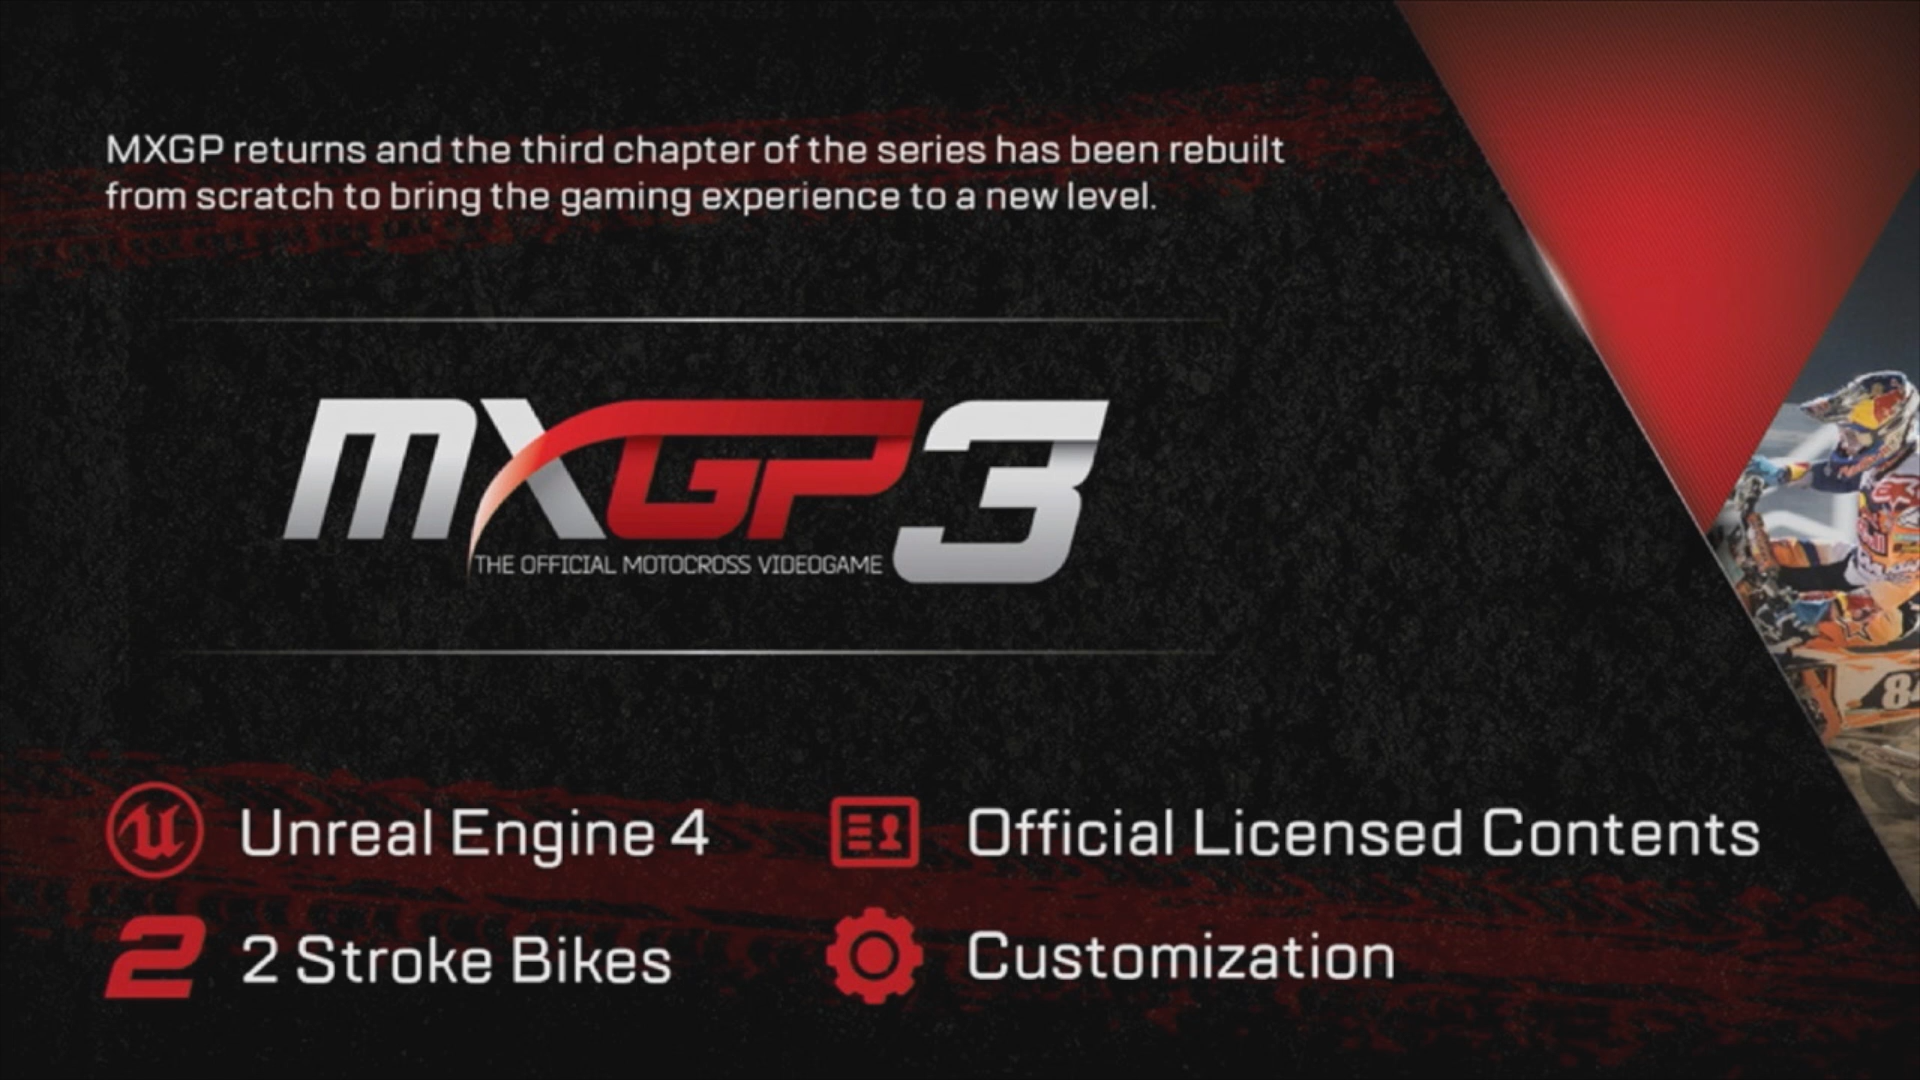 MXGP returns and the third chapter of the series has been rebuilt
from scratch to bring the gaming experience to a new level.
MXGP3
THE OFFICIAL MOTOCROSS VIDEOGAME
Unreal Engine 4
Official Licensed Contents
2 2 Stroke Bikes
Customization